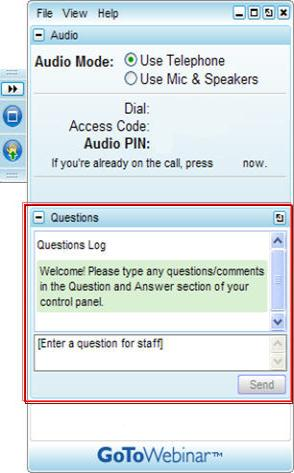 File View Help
Audio
Audio Mode: Use Telephone
Use Mic & Speakers
Dial:
Access Code:
Audio PIN:
If you're already on the call, press now.
Questions
Questions Log
Welcome! Please type any questions/comments
in the Question and Answer section of your
control panel.
[Enter a question for staff]
Send
GoToWebinar™